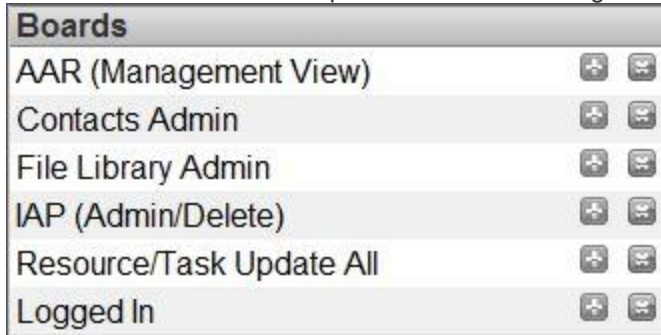 Boards
AAR (Management View)
Contacts Admin
File Library Admin
IAP (Admin/Delete)
Resource/Task Update All
Logged In